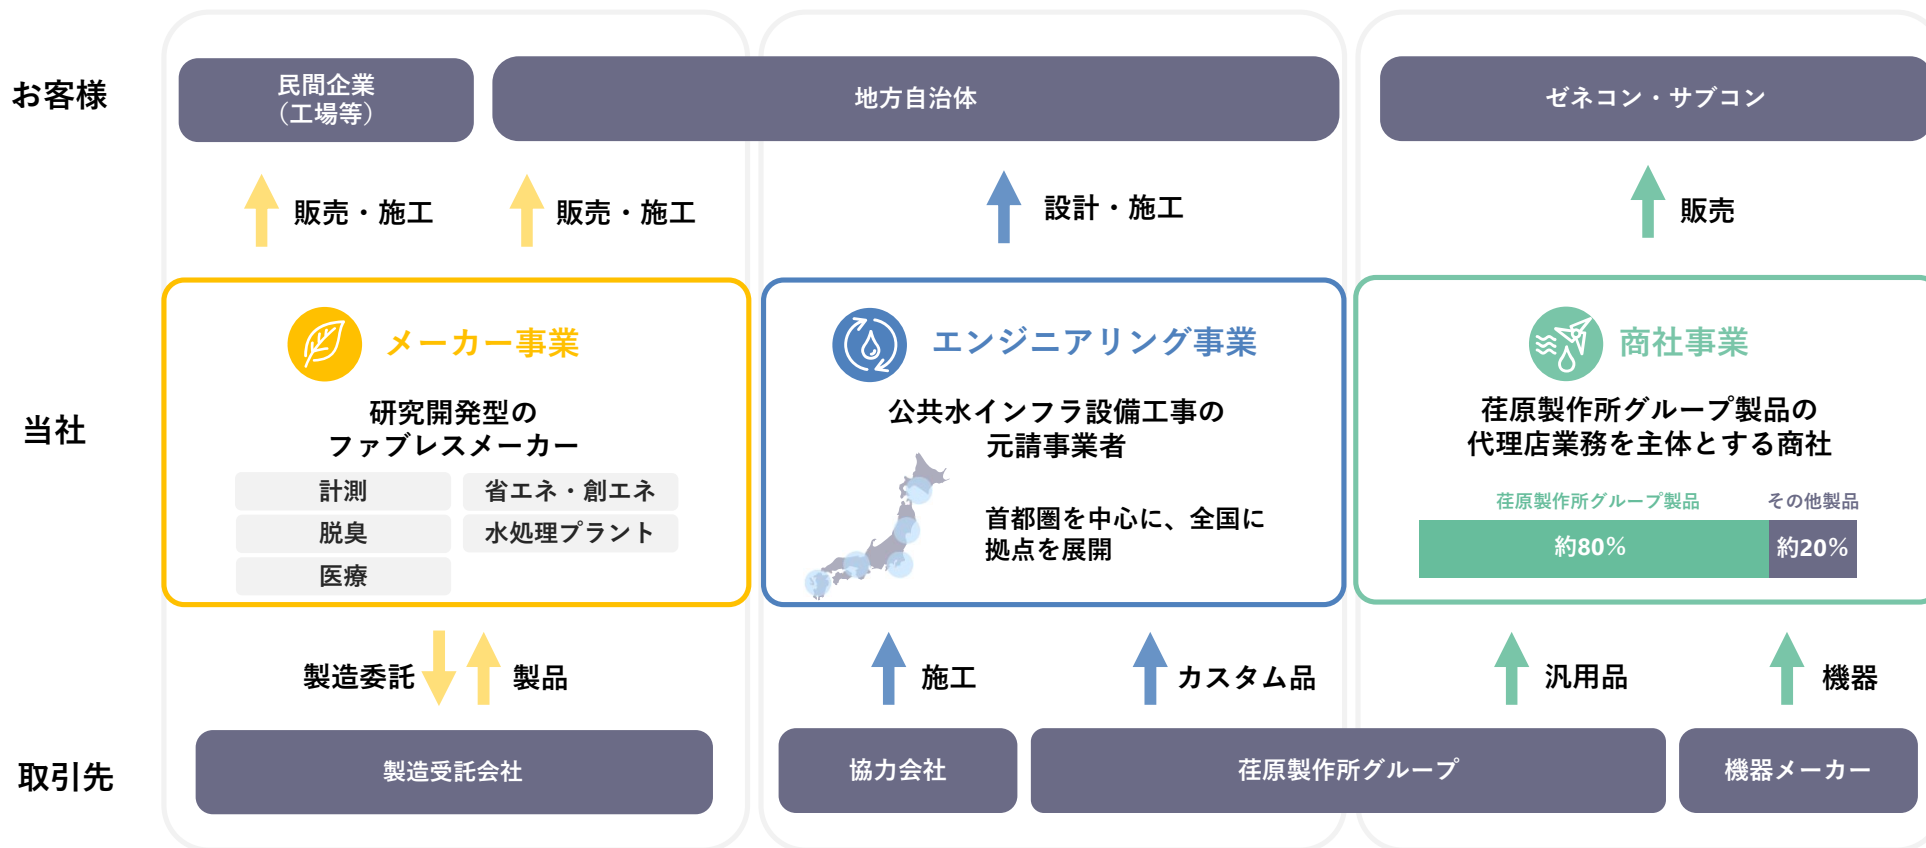 お客様
民間企業
（工場等）
地方自治体
ゼネコン・サブコン
販売・施工
販売・施工
設計・施工
販売
当社
メーカー事業
研究開発型の
ファブレスメーカー
計測
省エネ・創エネ
脱臭
水処理プラント
医療
エンジニアリング事業
公共水インフラ設備工事の
元請事業者
首都圏を中心に、全国に
拠点を展開
商社事業
荏原製作所グループ製品の
代理店業務を主体とする商社
荏原製作所グループ製品
その他製品
約80%
約20%
製造委託
製品
施工
カスタム品
汎用品
機器
取引先
製造受託会社
協力会社
荏原製作所グループ
機器メーカー